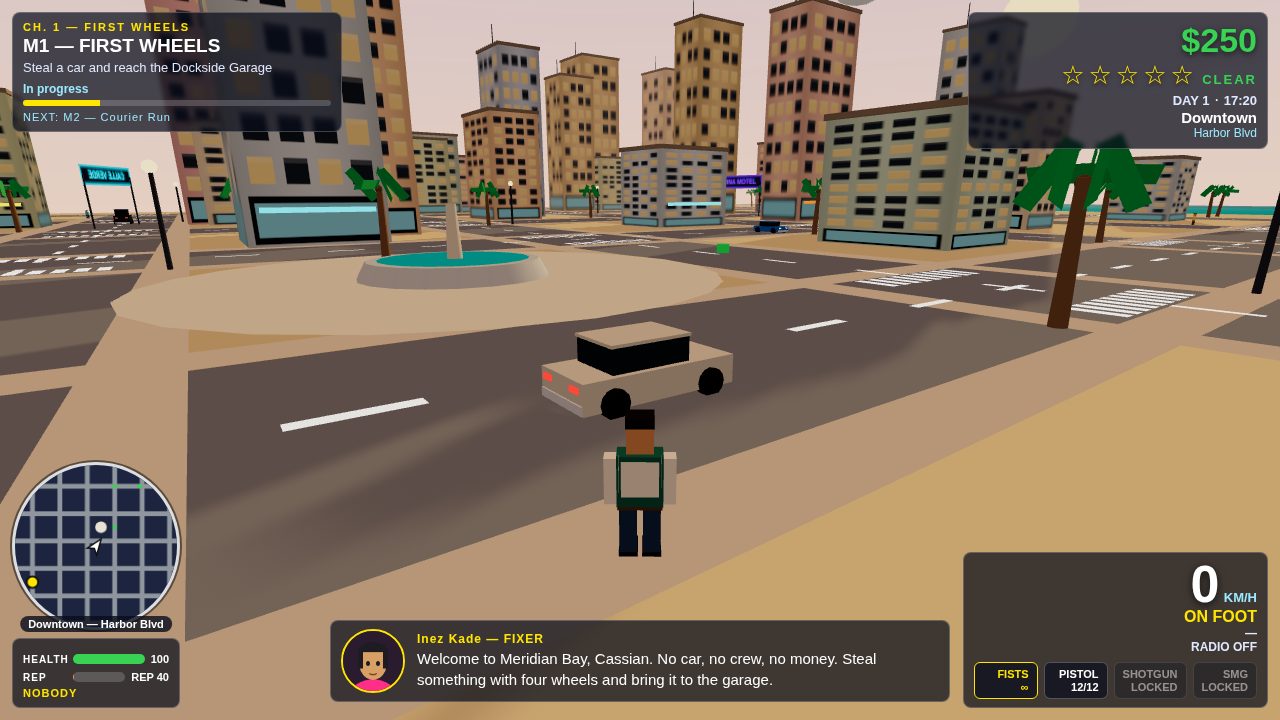 CH. 1 — FIRST WHEELS
M1 — FIRST WHEELS
Steal a car and reach the Dockside Garage
In progress
NEXT: M2 — Courier Run
$250
CLEAR
DAY 1 · 17:20
Downtown
Harbor Blvd
MOTEL
Downtown — Harbor Blvd
HEALTH 100
REP REP 40
NOBODY
Inez Kade — FIXER
Welcome to Meridian Bay, Cassian. No car, no crew, no money. Steal
something with four wheels and bring it to the garage.
0 KM/H
ON FOOT
—
RADIO OFF
FISTS
∞
PISTOL
12/12
SHOTGUN
LOCKED
SMG
LOCKED